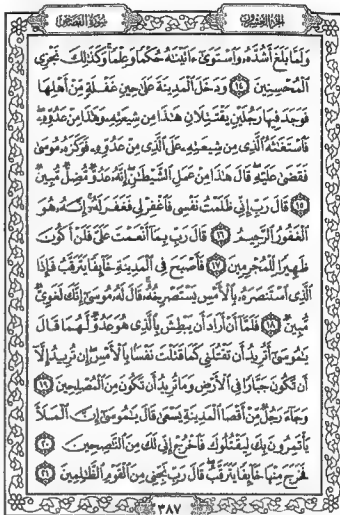 الجزء العشرون سورة القصص
وَلَمَّا بَلَغَ أَشُدَّهُۥ وَٱسْتَوَىٰٓ ءَاتَيْنَٰهُ حُكْمًا وَعِلْمًا ۚ وَكَذَٰلِكَ نَجْزِى
ٱلْمُحْسِنِينَ ١٤ وَدَخَلَ ٱلْمَدِينَةَ عَلَىٰ حِينِ غَفْلَةٍ مِّنْ أَهْلِهَا
فَوَجَدَ فِيهَا رَجُلَيْنِ يَقْتَتِلَانِ هَٰذَا مِن شِيعَتِهِۦ وَهَٰذَا مِنْ عَدُوِّهِۦ ۖ
فَٱسْتَغَٰثَهُ ٱلَّذِى مِن شِيعَتِهِۦ عَلَى ٱلَّذِى مِنْ عَدُوِّهِۦ فَوَكَزَهُۥ مُوسَىٰ
فَقَضَىٰ عَلَيْهِ ۖ قَالَ هَٰذَا مِنْ عَمَلِ ٱلشَّيْطَٰنِ ۖ إِنَّهُۥ عَدُوٌّ مُّضِلٌّ مُّبِينٌ
١٥ قَالَ رَبِّ إِنِّى ظَلَمْتُ نَفْسِى فَٱغْفِرْ لِى فَغَفَرَ لَهُۥٓ ۚ إِنَّهُۥ هُوَ
ٱلْغَفُورُ ٱلرَّحِيمُ ١٦ قَالَ رَبِّ بِمَآ أَنْعَمْتَ عَلَىَّ فَلَنْ أَكُونَ
ظَهِيرًا لِّلْمُجْرِمِينَ ١٧ فَأَصْبَحَ فِى ٱلْمَدِينَةِ خَآئِفًا يَتَرَقَّبُ فَإِذَا
ٱلَّذِى ٱسْتَنصَرَهُۥ بِٱلْأَمْسِ يَسْتَصْرِخُهُۥ ۚ قَالَ لَهُۥ مُوسَىٰٓ إِنَّكَ لَغَوِىٌّ
مُّبِينٌ ١٨ فَلَمَّآ أَنْ أَرَادَ أَن يَبْطِشَ بِٱلَّذِى هُوَ عَدُوٌّ لَّهُمَا قَالَ
يَٰمُوسَىٰٓ أَتُرِيدُ أَن تَقْتُلَنِى كَمَا قَتَلْتَ نَفْسًۢا بِٱلْأَمْسِ ۖ إِن تُرِيدُ إِلَّآ
أَن تَكُونَ جَبَّارًا فِى ٱلْأَرْضِ وَمَا تُرِيدُ أَن تَكُونَ مِنَ ٱلْمُصْلِحِينَ ١٩
وَجَآءَ رَجُلٌ مِّنْ أَقْصَا ٱلْمَدِينَةِ يَسْعَىٰ قَالَ يَٰمُوسَىٰٓ إِنَّ ٱلْمَلَأَ
يَأْتَمِرُونَ بِكَ لِيَقْتُلُوكَ فَٱخْرُجْ إِنِّى لَكَ مِنَ ٱلنَّٰصِحِينَ ٢٠
فَخَرَجَ مِنْهَا خَآئِفًا يَتَرَقَّبُ ۖ قَالَ رَبِّ نَجِّنِى مِنَ ٱلْقَوْمِ ٱلظَّٰلِمِينَ ٢١
٣٨٧